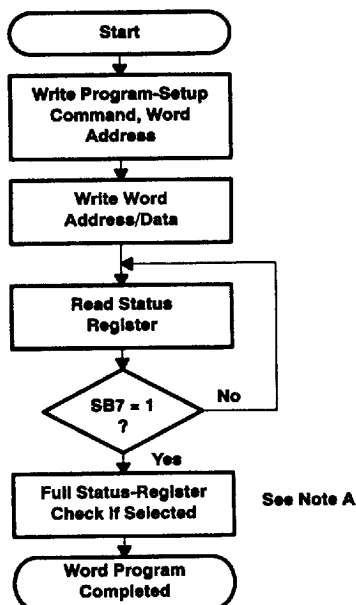 Start
Write Program-Setup
Command, Word
Address
Write Word
Address/Data
Read Status
Register
SB7 = 1
?
No
Yes
Full Status-Register
Check if Selected
See Note A
Word Program
Completed